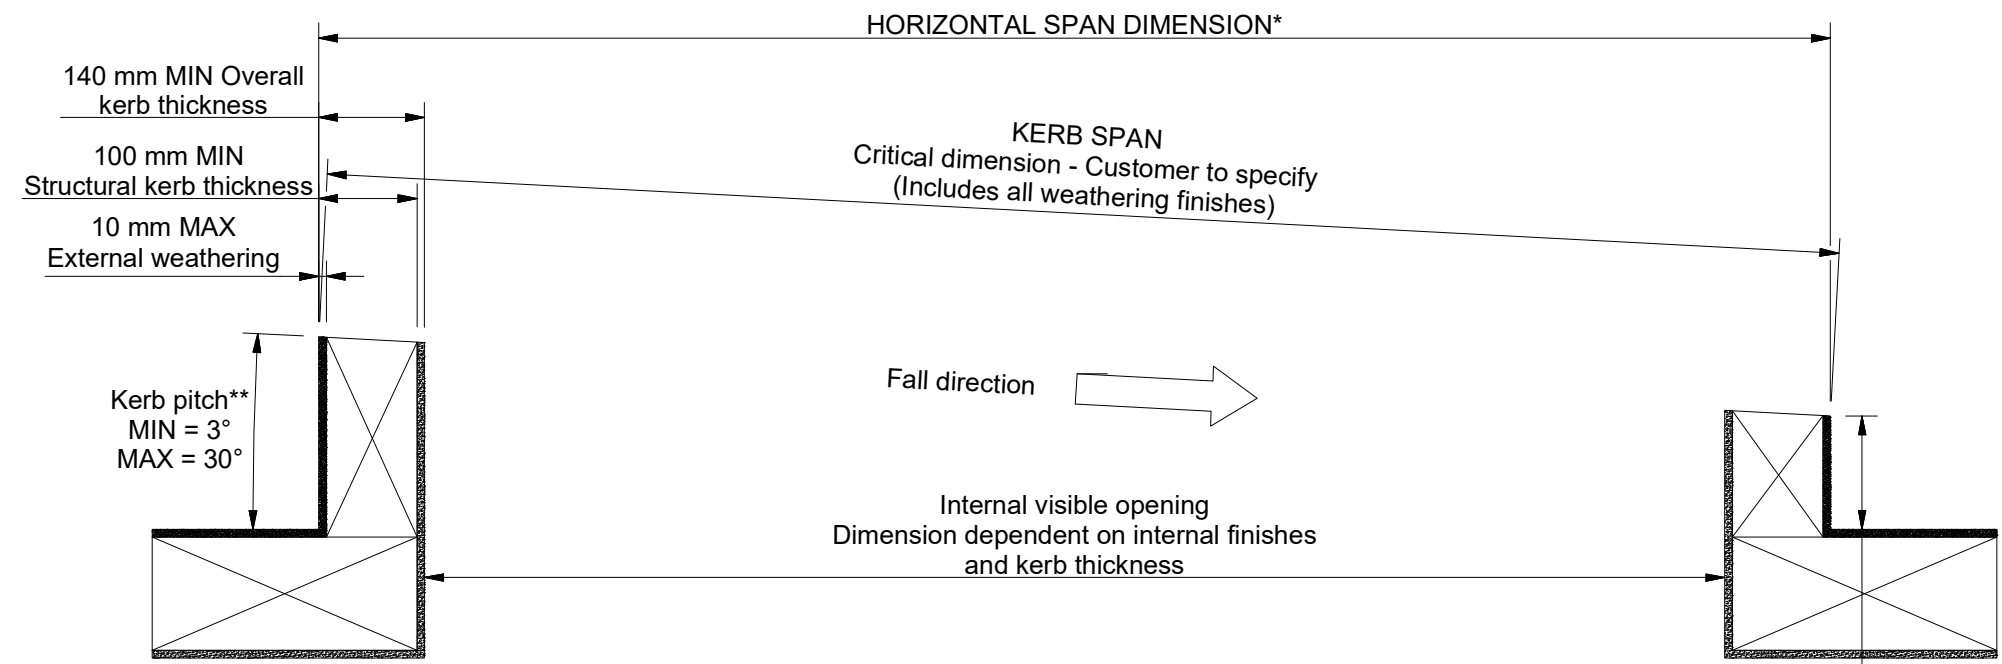 HORIZONTAL SPAN DIMENSION*
140 mm MIN Overall
kerb thickness
KERB SPAN
Critical dimension - Customer to specify
(Includes all weathering finishes)
100 mm MIN
Structural kerb thickness
10 mm MAX
External weathering
Kerb pitch**
MIN = 3°
MAX = 30°
Fall direction
Internal visible opening
Dimension dependent on internal finishes
and kerb thickness